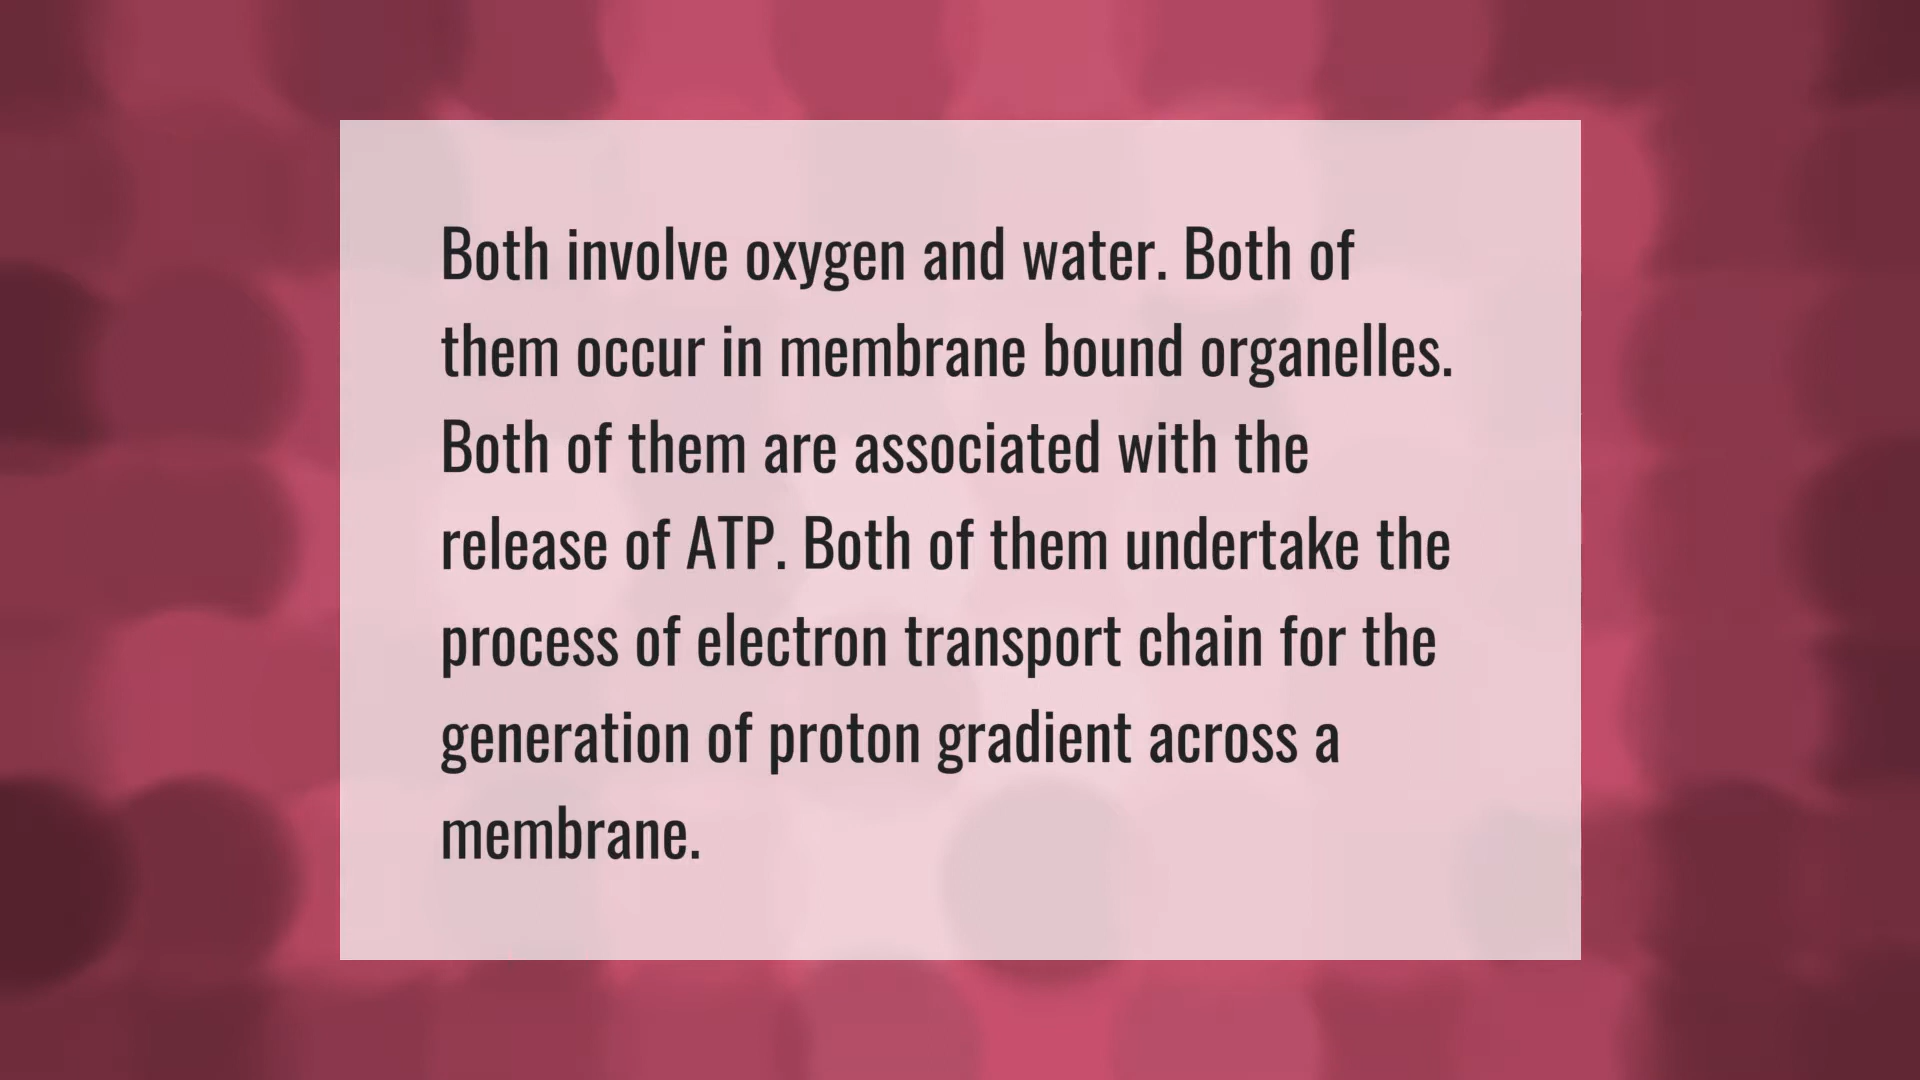 Both involve oxygen and water. Both of
them occur in membrane bound organelles.
Both of them are associated with the
release of ATP. Both of them undertake the
process of electron transport chain for the
generation of proton gradient across a
membrane.